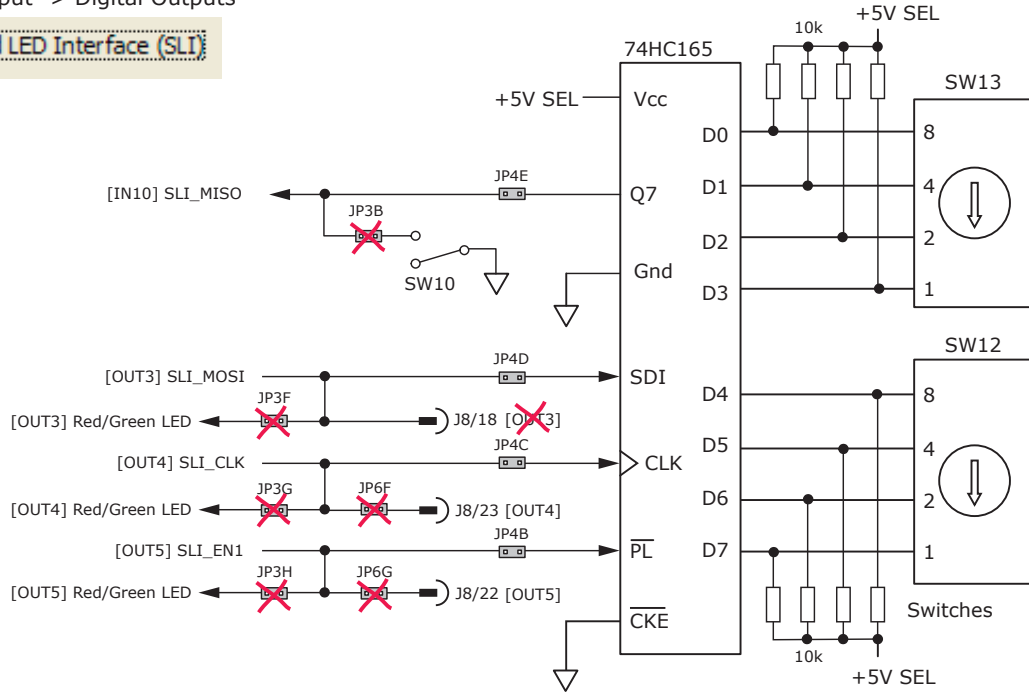 -> Digital Outputs
LED Interface (SLI)
+5V SEL
10k
74HC165
SW13
+5V SEL
Vcc
D0
8
[IN10] SLI_MISO
JP4E
Q7
D1
4
JP3B
D2
2
SW10
Gnd
D3
1
SW12
[OUT3] SLI_MOSI
JP4D
SDI
D4
8
JP3F
[OUT3] Red/Green LED
J8/18 [OUT3]
JP4C
D5
4
[OUT4] SLI_CLK
CLK
JP3G
JP6F
D6
2
[OUT4] Red/Green LED
J8/23 [OUT4]
JP4B
[OUT5] SLI_EN1
PL
D7
1
JP3H
JP6G
[OUT5] Red/Green LED
J8/22 [OUT5]
CKE
Switches
10k
+5V SEL